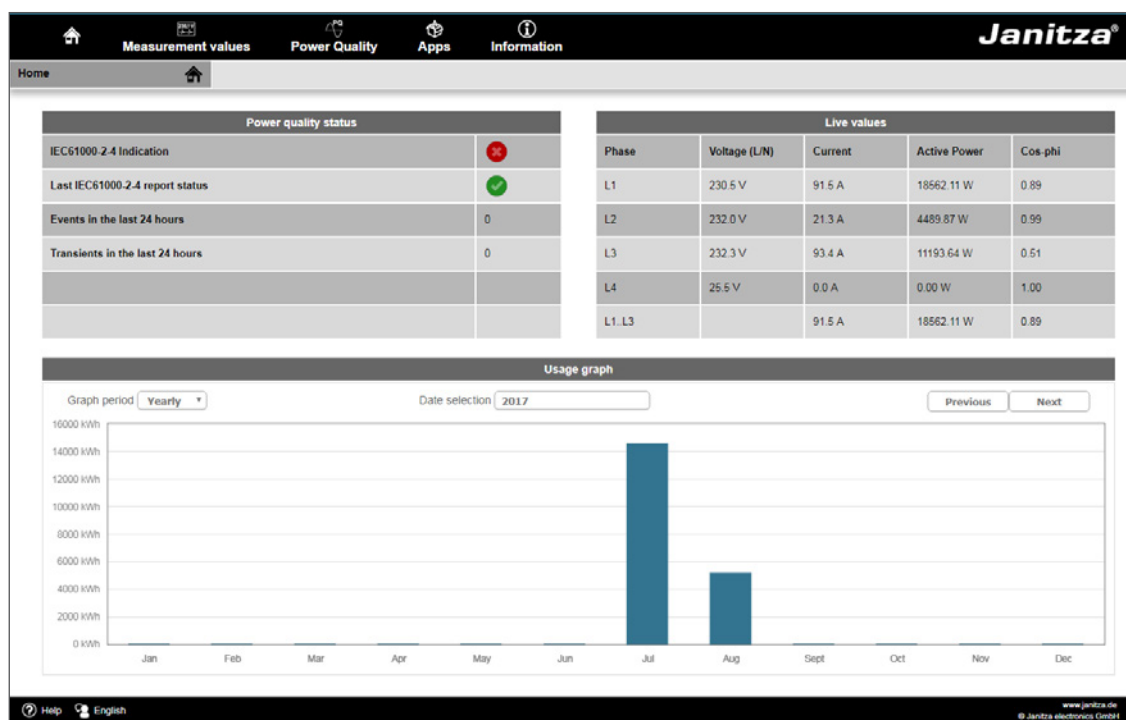 Measurement values Power Quality Apps Information Janitza®
Home
Power quality status
IEC61000-2-4 Indication
Last IEC61000-2-4 report status
Events in the last 24 hours 0
Transients in the last 24 hours 0
Live values
Phase Voltage (L/N) Current Active Power Cos-phi
L1 230.5 V 91.5 A 18562.11 W 0.89
L2 232.0 V 21.3 A 4489.87 W 0.99
L3 232.3 V 93.4 A 11193.64 W 0.51
L4 25.5 V 0.0 A 0.00 W 1.00
L1..L3 91.5 A 18562.11 W 0.89
Usage graph
Graph period Yearly Date selection 2017 Previous Next
16000 kWh
14000 kWh
12000 kWh
10000 kWh
8000 kWh
6000 kWh
4000 kWh
2000 kWh
0 kWh
Jan Feb Mar Apr May Jun Jul Aug Sept Oct Nov Dec
Help English www.janitza.de
© Janitza electronics GmbH